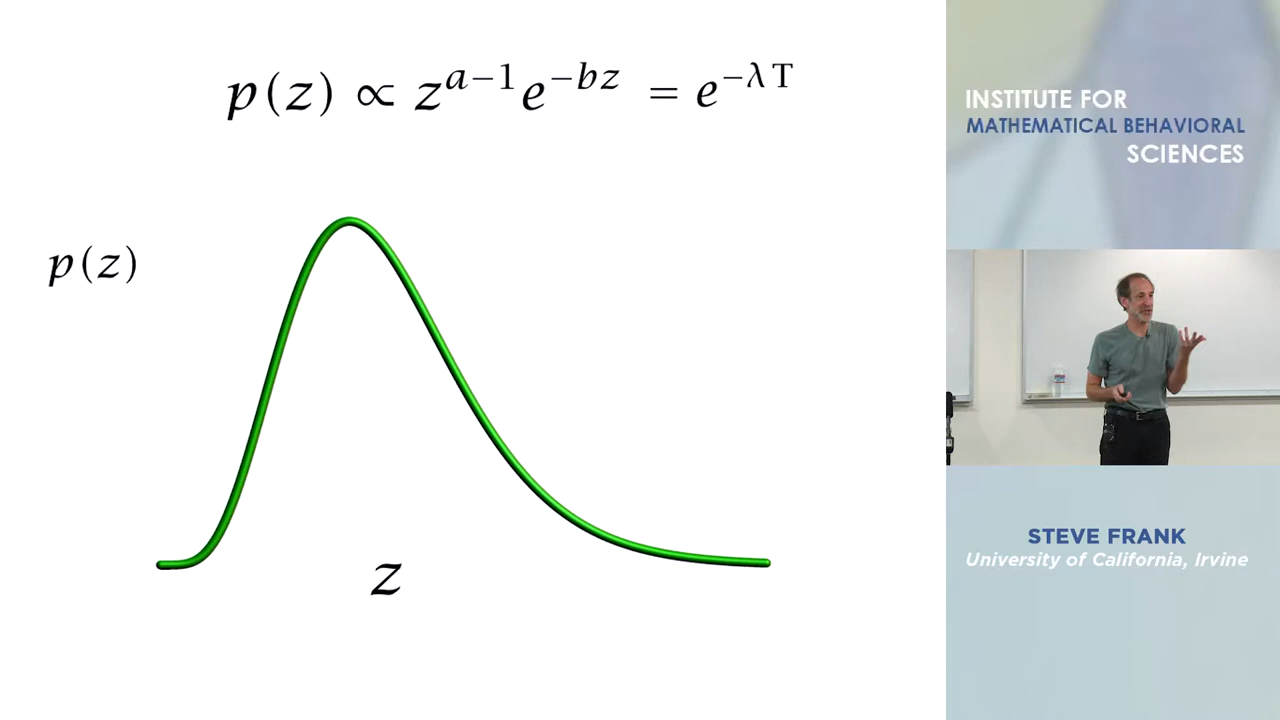 p(z) ∝ z^{a−1}e^{−bz} = e^{−λT}
p(z)
z
INSTITUTE FOR
MATHEMATICAL BEHAVIORAL
SCIENCES
STEVE FRANK
University of California, Irvine